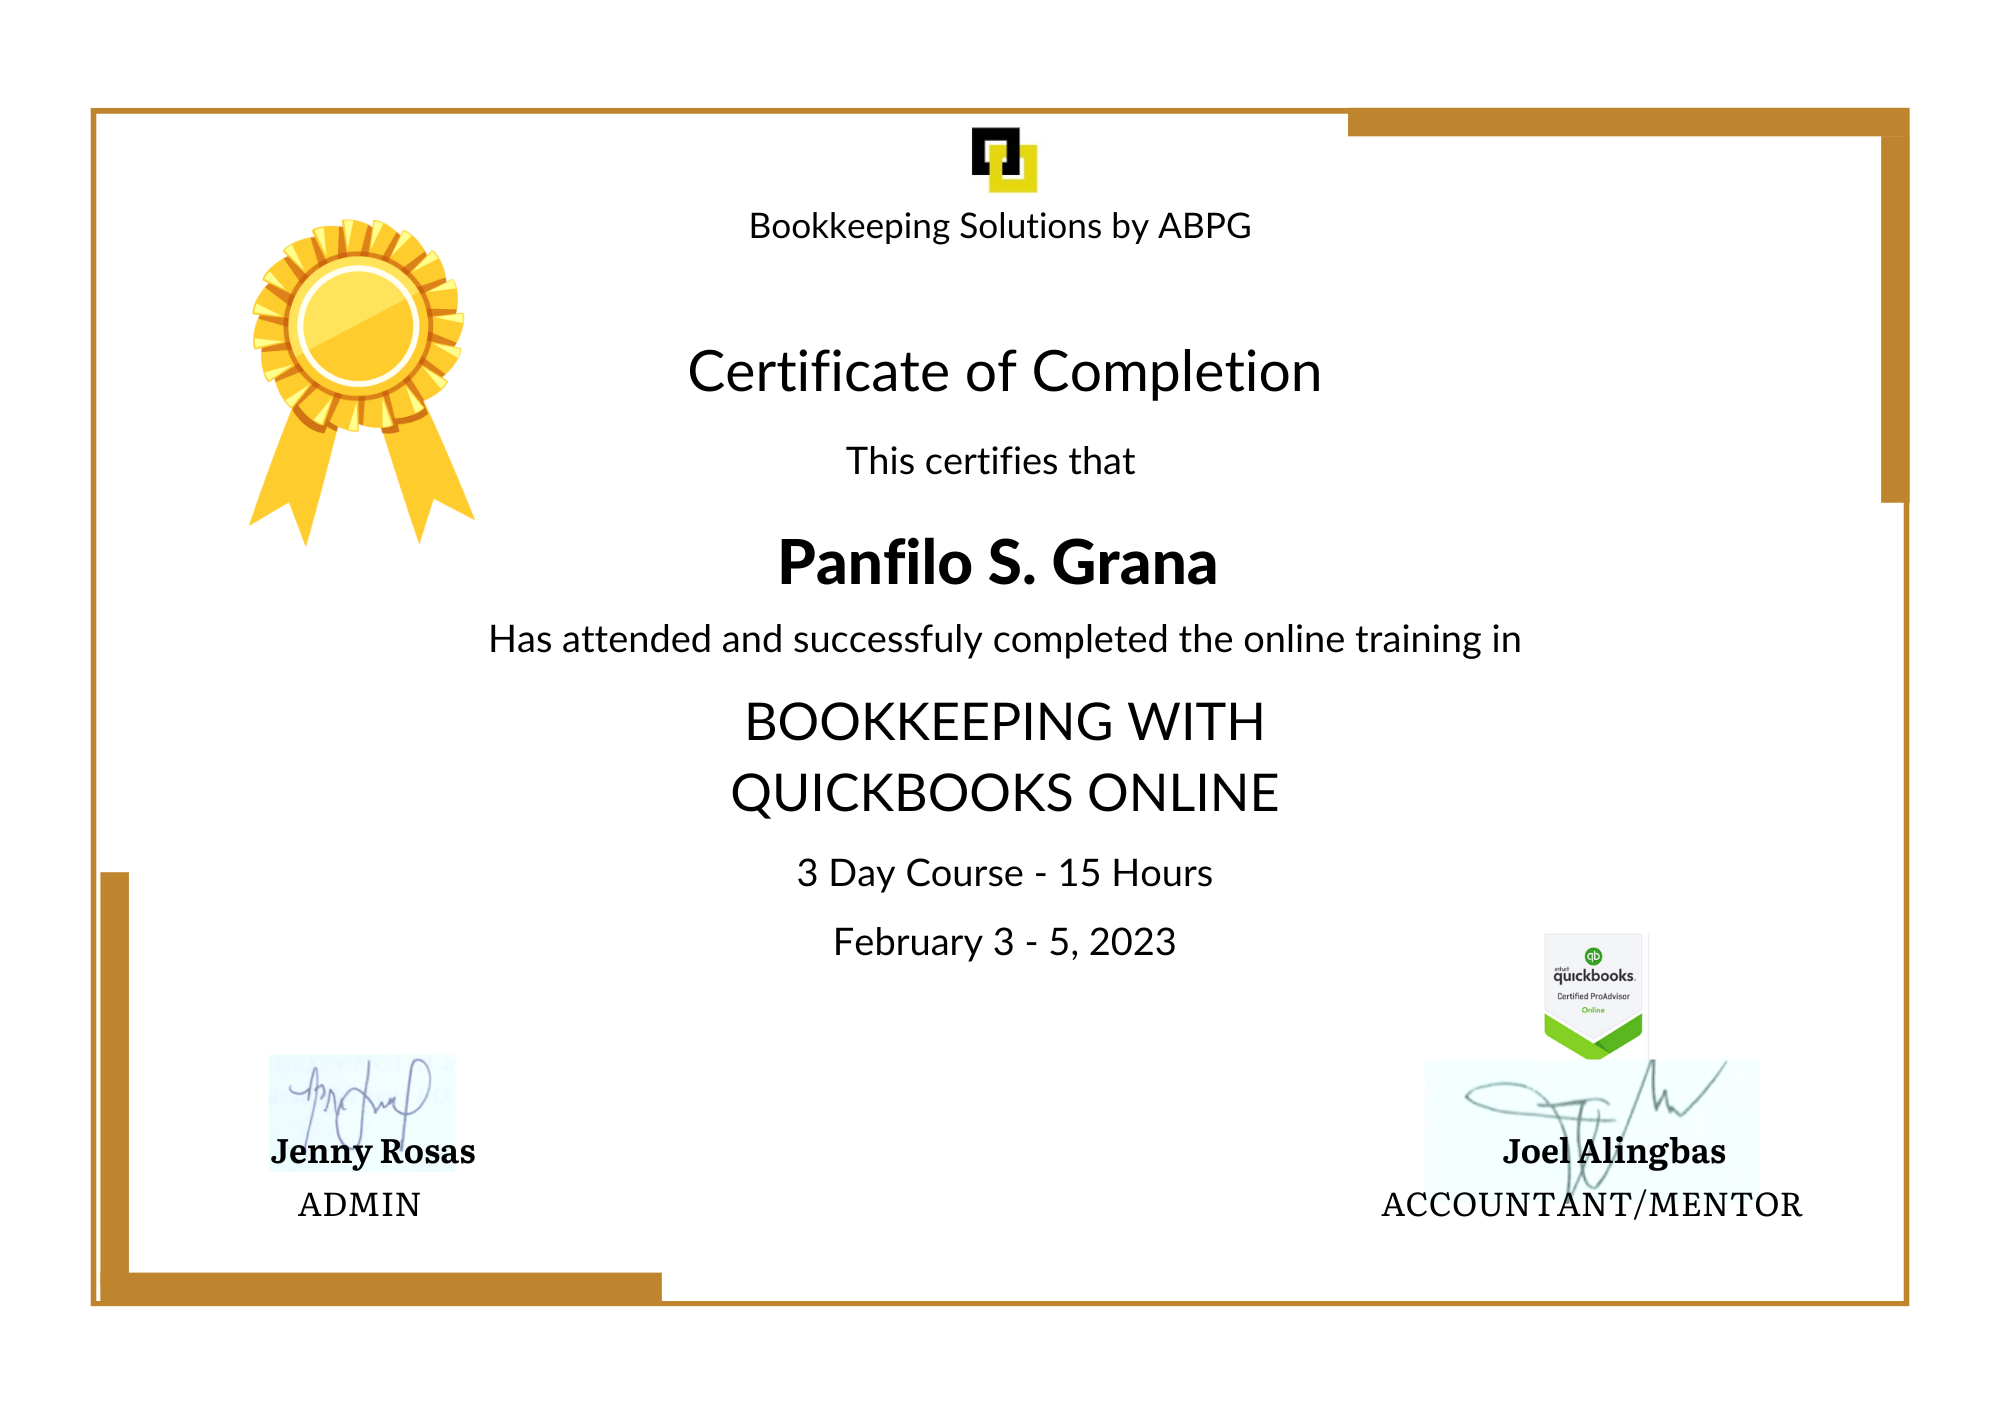 Bookkeeping Solutions by ABPG
Certificate of Completion
This certifies that
Panfilo S. Grana
Has attended and successfuly completed the online training in
BOOKKEEPING WITH
QUICKBOOKS ONLINE
3 Day Course - 15 Hours
February 3 - 5, 2023
qb
intuit
quickbooks.
Certified ProAdvisor
Online
Jenny Rosas
ADMIN
Joel Alingbas
ACCOUNTANT/MENTOR